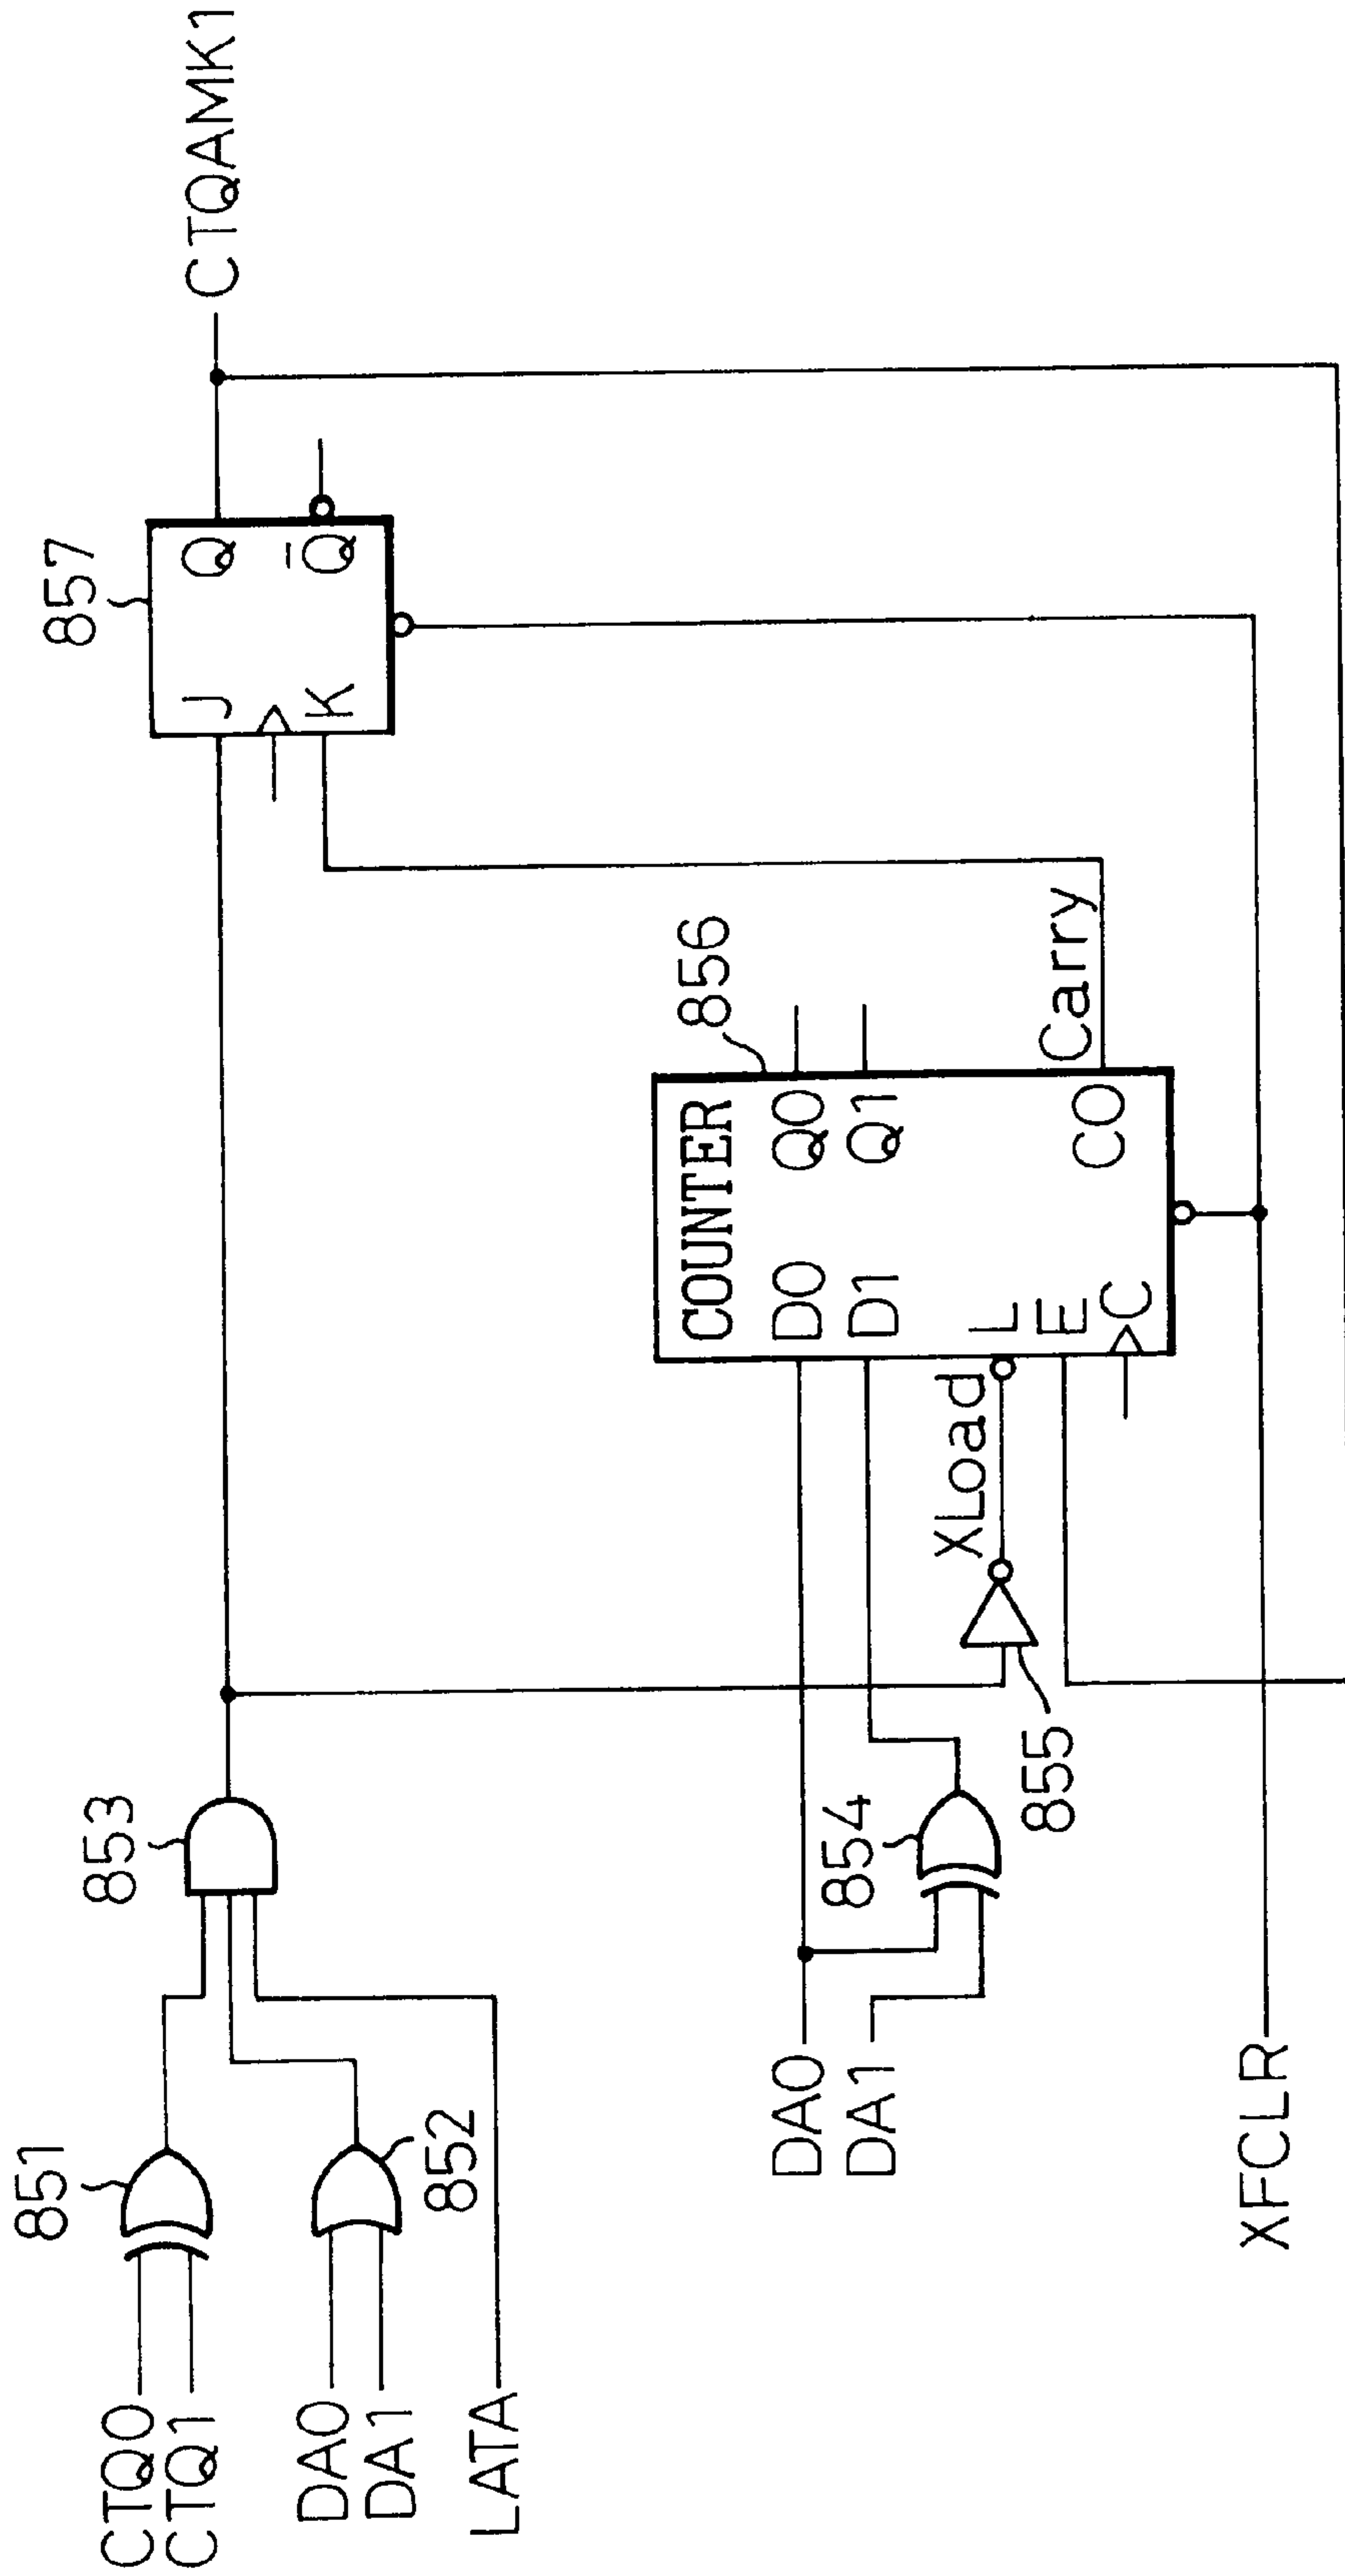 851
CTQ0
CTQ1
852
DA0
DA1
LATA
853
857
J
Q
K
Q̄
CTQAMK1
DA0
DA1
854
855
XLoad
856
COUNTER
D0
Q0
D1
Q1
L
E
CO
C
Carry
XFCLR